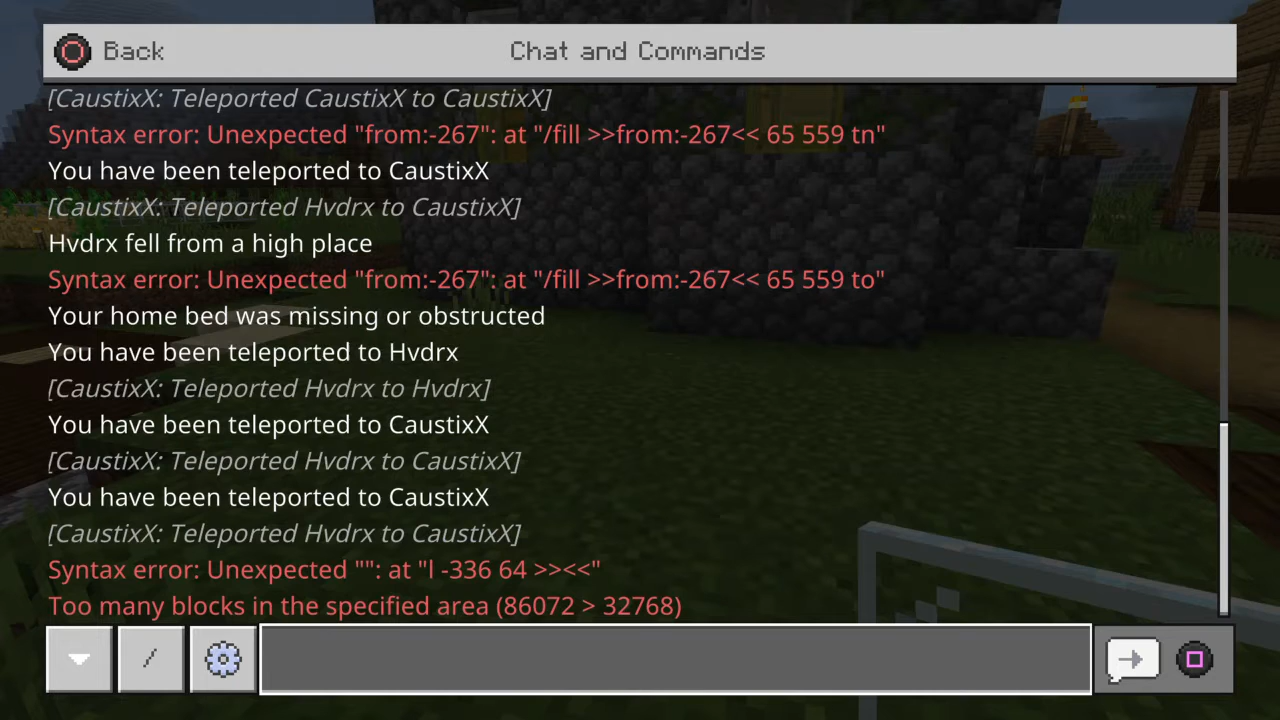 Back
Chat and Commands
[CaustixX: Teleported CaustixX to CaustixX]
Syntax error: Unexpected "from:-267": at "/fill >>from:-267<< 65 559 tn"
You have been teleported to CaustixX
[CaustixX: Teleported Hvdrx to CaustixX]
Hvdrx fell from a high place
Syntax error: Unexpected "from:-267": at "/fill >>from:-267<< 65 559 to"
Your home bed was missing or obstructed
You have been teleported to Hvdrx
[CaustixX: Teleported Hvdrx to Hvdrx]
You have been teleported to CaustixX
[CaustixX: Teleported Hvdrx to CaustixX]
You have been teleported to CaustixX
[CaustixX: Teleported Hvdrx to CaustixX]
Syntax error: Unexpected "": at "l -336 64 >><<"
Too many blocks in the specified area (86072 > 32768)
/